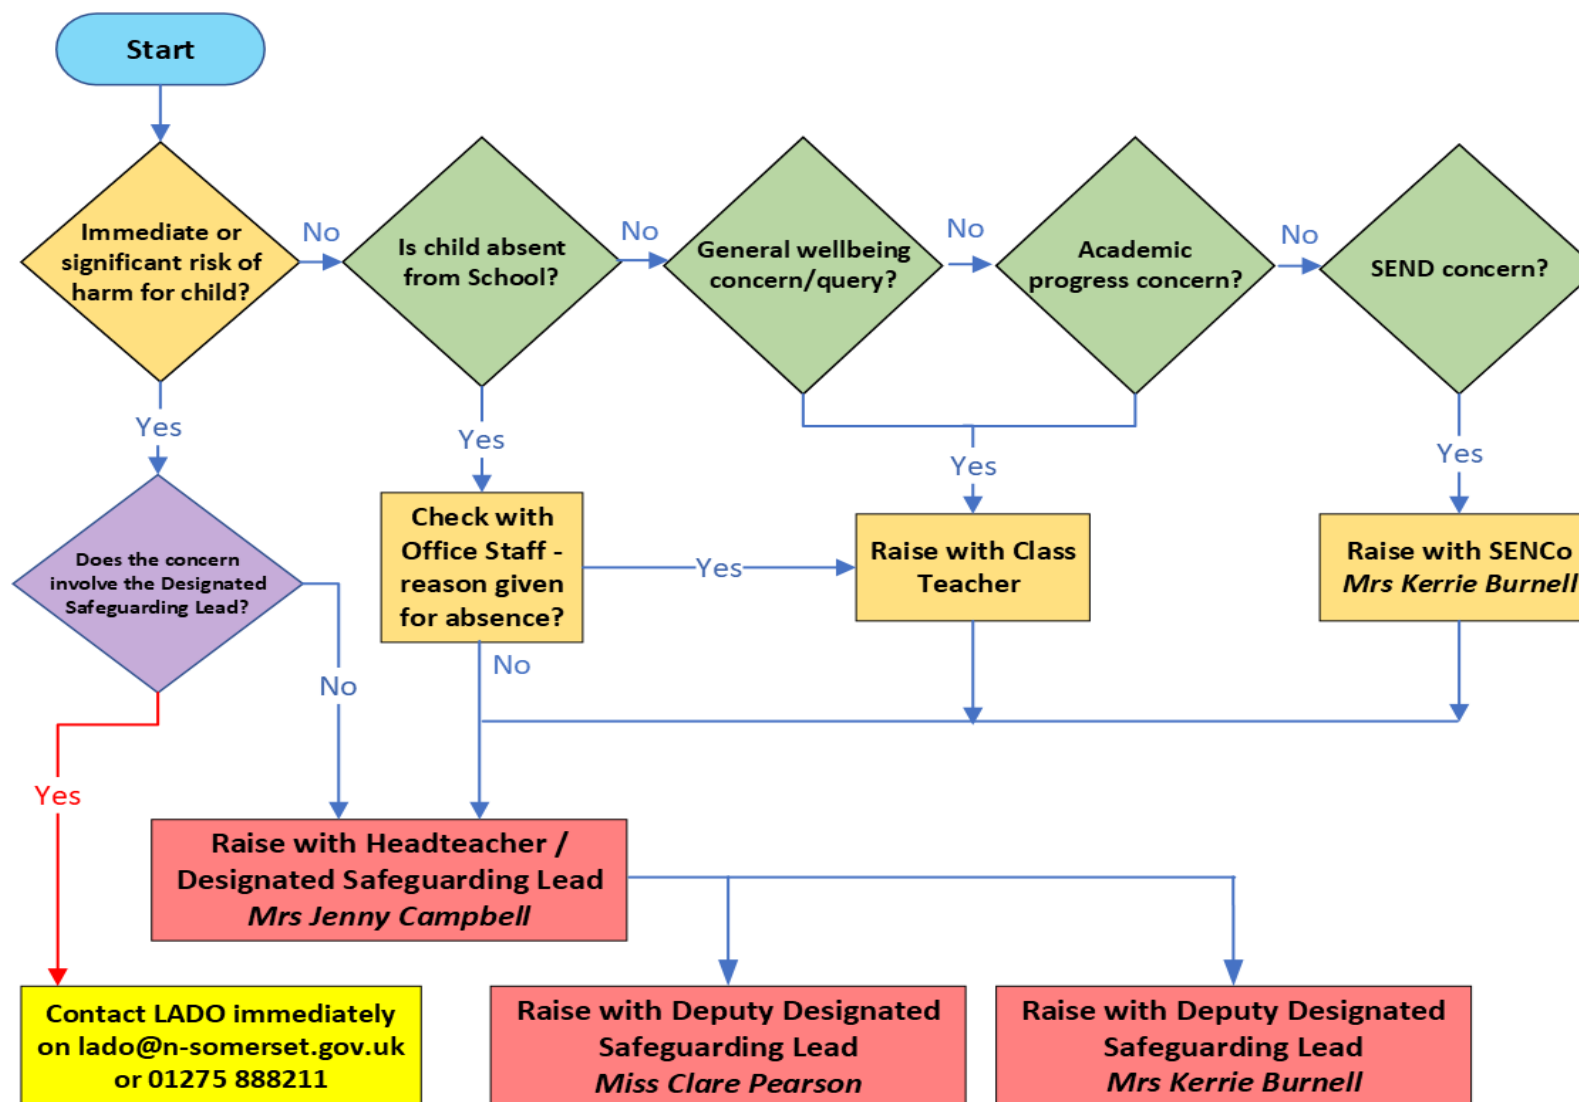 Start
Immediate or
significant risk of
harm for child?
No
Is child absent
from School?
No
General wellbeing
concern/query?
No
Academic
progress concern?
No
SEND concern?
Yes
Yes
Yes
Yes
Does the concern
involve the Designated
Safeguarding Lead?
Check with
Office Staff -
reason given
for absence?
Yes
Raise with Class
Teacher
Raise with SENCo
Mrs Kerrie Burnell
No
No
Yes
Raise with Headteacher /
Designated Safeguarding Lead
Mrs Jenny Campbell
Contact LADO immediately
on lado@n-somerset.gov.uk
or 01275 888211
Raise with Deputy Designated
Safeguarding Lead
Miss Clare Pearson
Raise with Deputy Designated
Safeguarding Lead
Mrs Kerrie Burnell